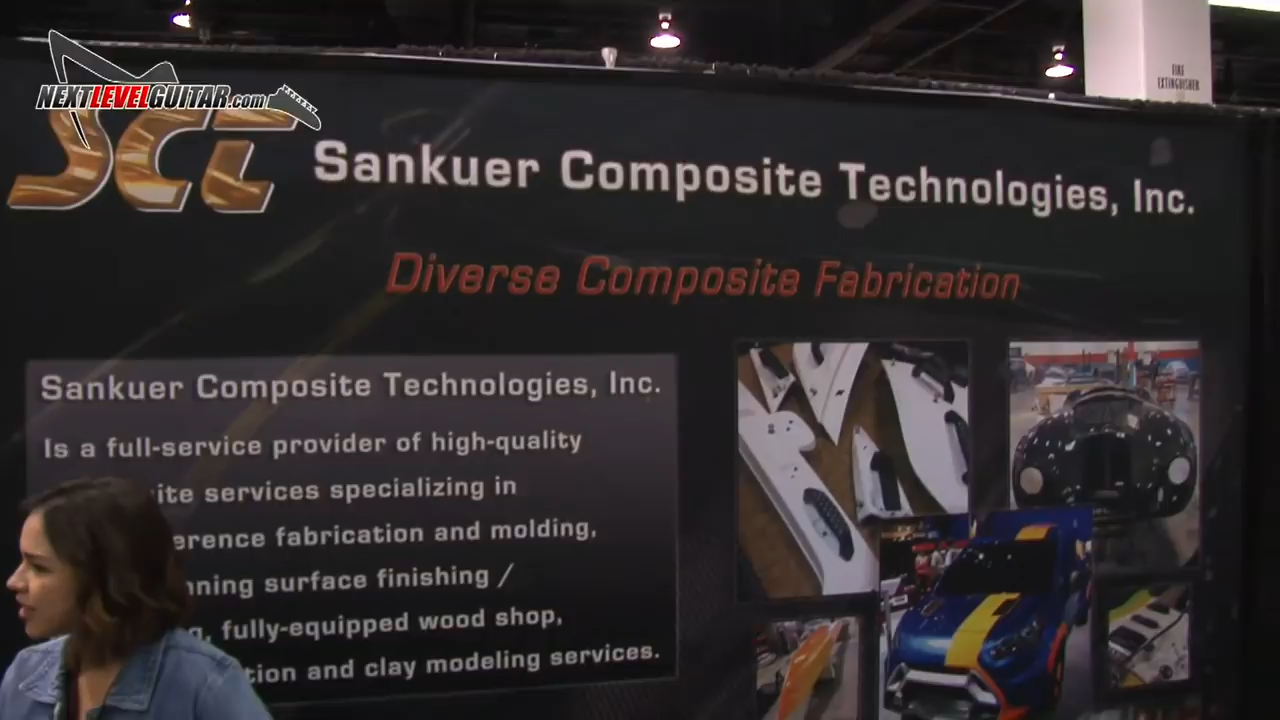 NEXTLEVELGUITAR.com
SCT
Sankuer Composite Technologies, Inc.
Diverse Composite Fabrication
FIRE
EXTINGUISHER
Sankuer Composite Technologies, Inc.
Is a full-service provider of high-quality
ite services specializing in
erence fabrication and molding,
nning surface finishing /
g, fully-equipped wood shop,
tion and clay modeling services.